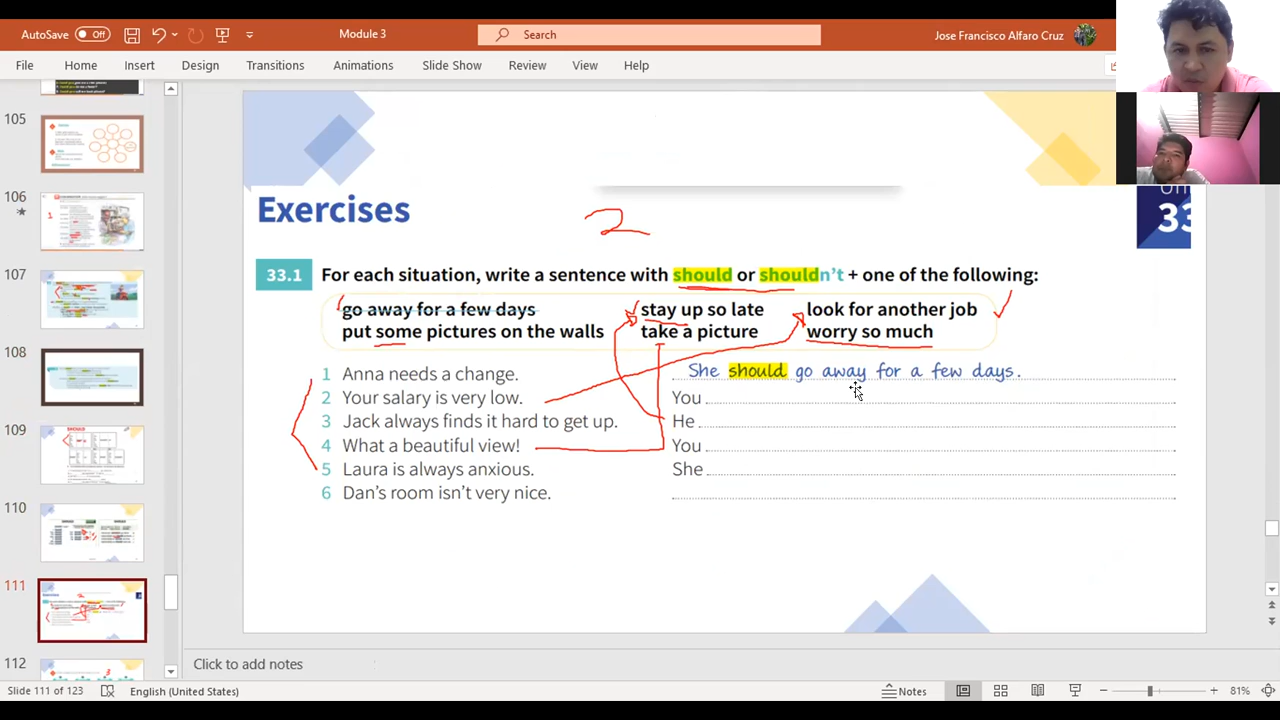 AutoSave Off Module 3 Search Jose Francisco Alfaro Cruz
File Home Insert Design Transitions Animations Slide Show Review View Help
105
106
107
108
109
110
111
112
Exercises
2
33
33.1 For each situation, write a sentence with should or shouldn't + one of the following:
go away for a few days stay up so late look for another job
put some pictures on the walls take a picture worry so much
1 Anna needs a change. She should go away for a few days.
2 Your salary is very low. You
3 Jack always finds it hard to get up. He
4 What a beautiful view! You
5 Laura is always anxious. She
6 Dan's room isn't very nice.
Click to add notes
Slide 111 of 123 English (United States) Notes 81%